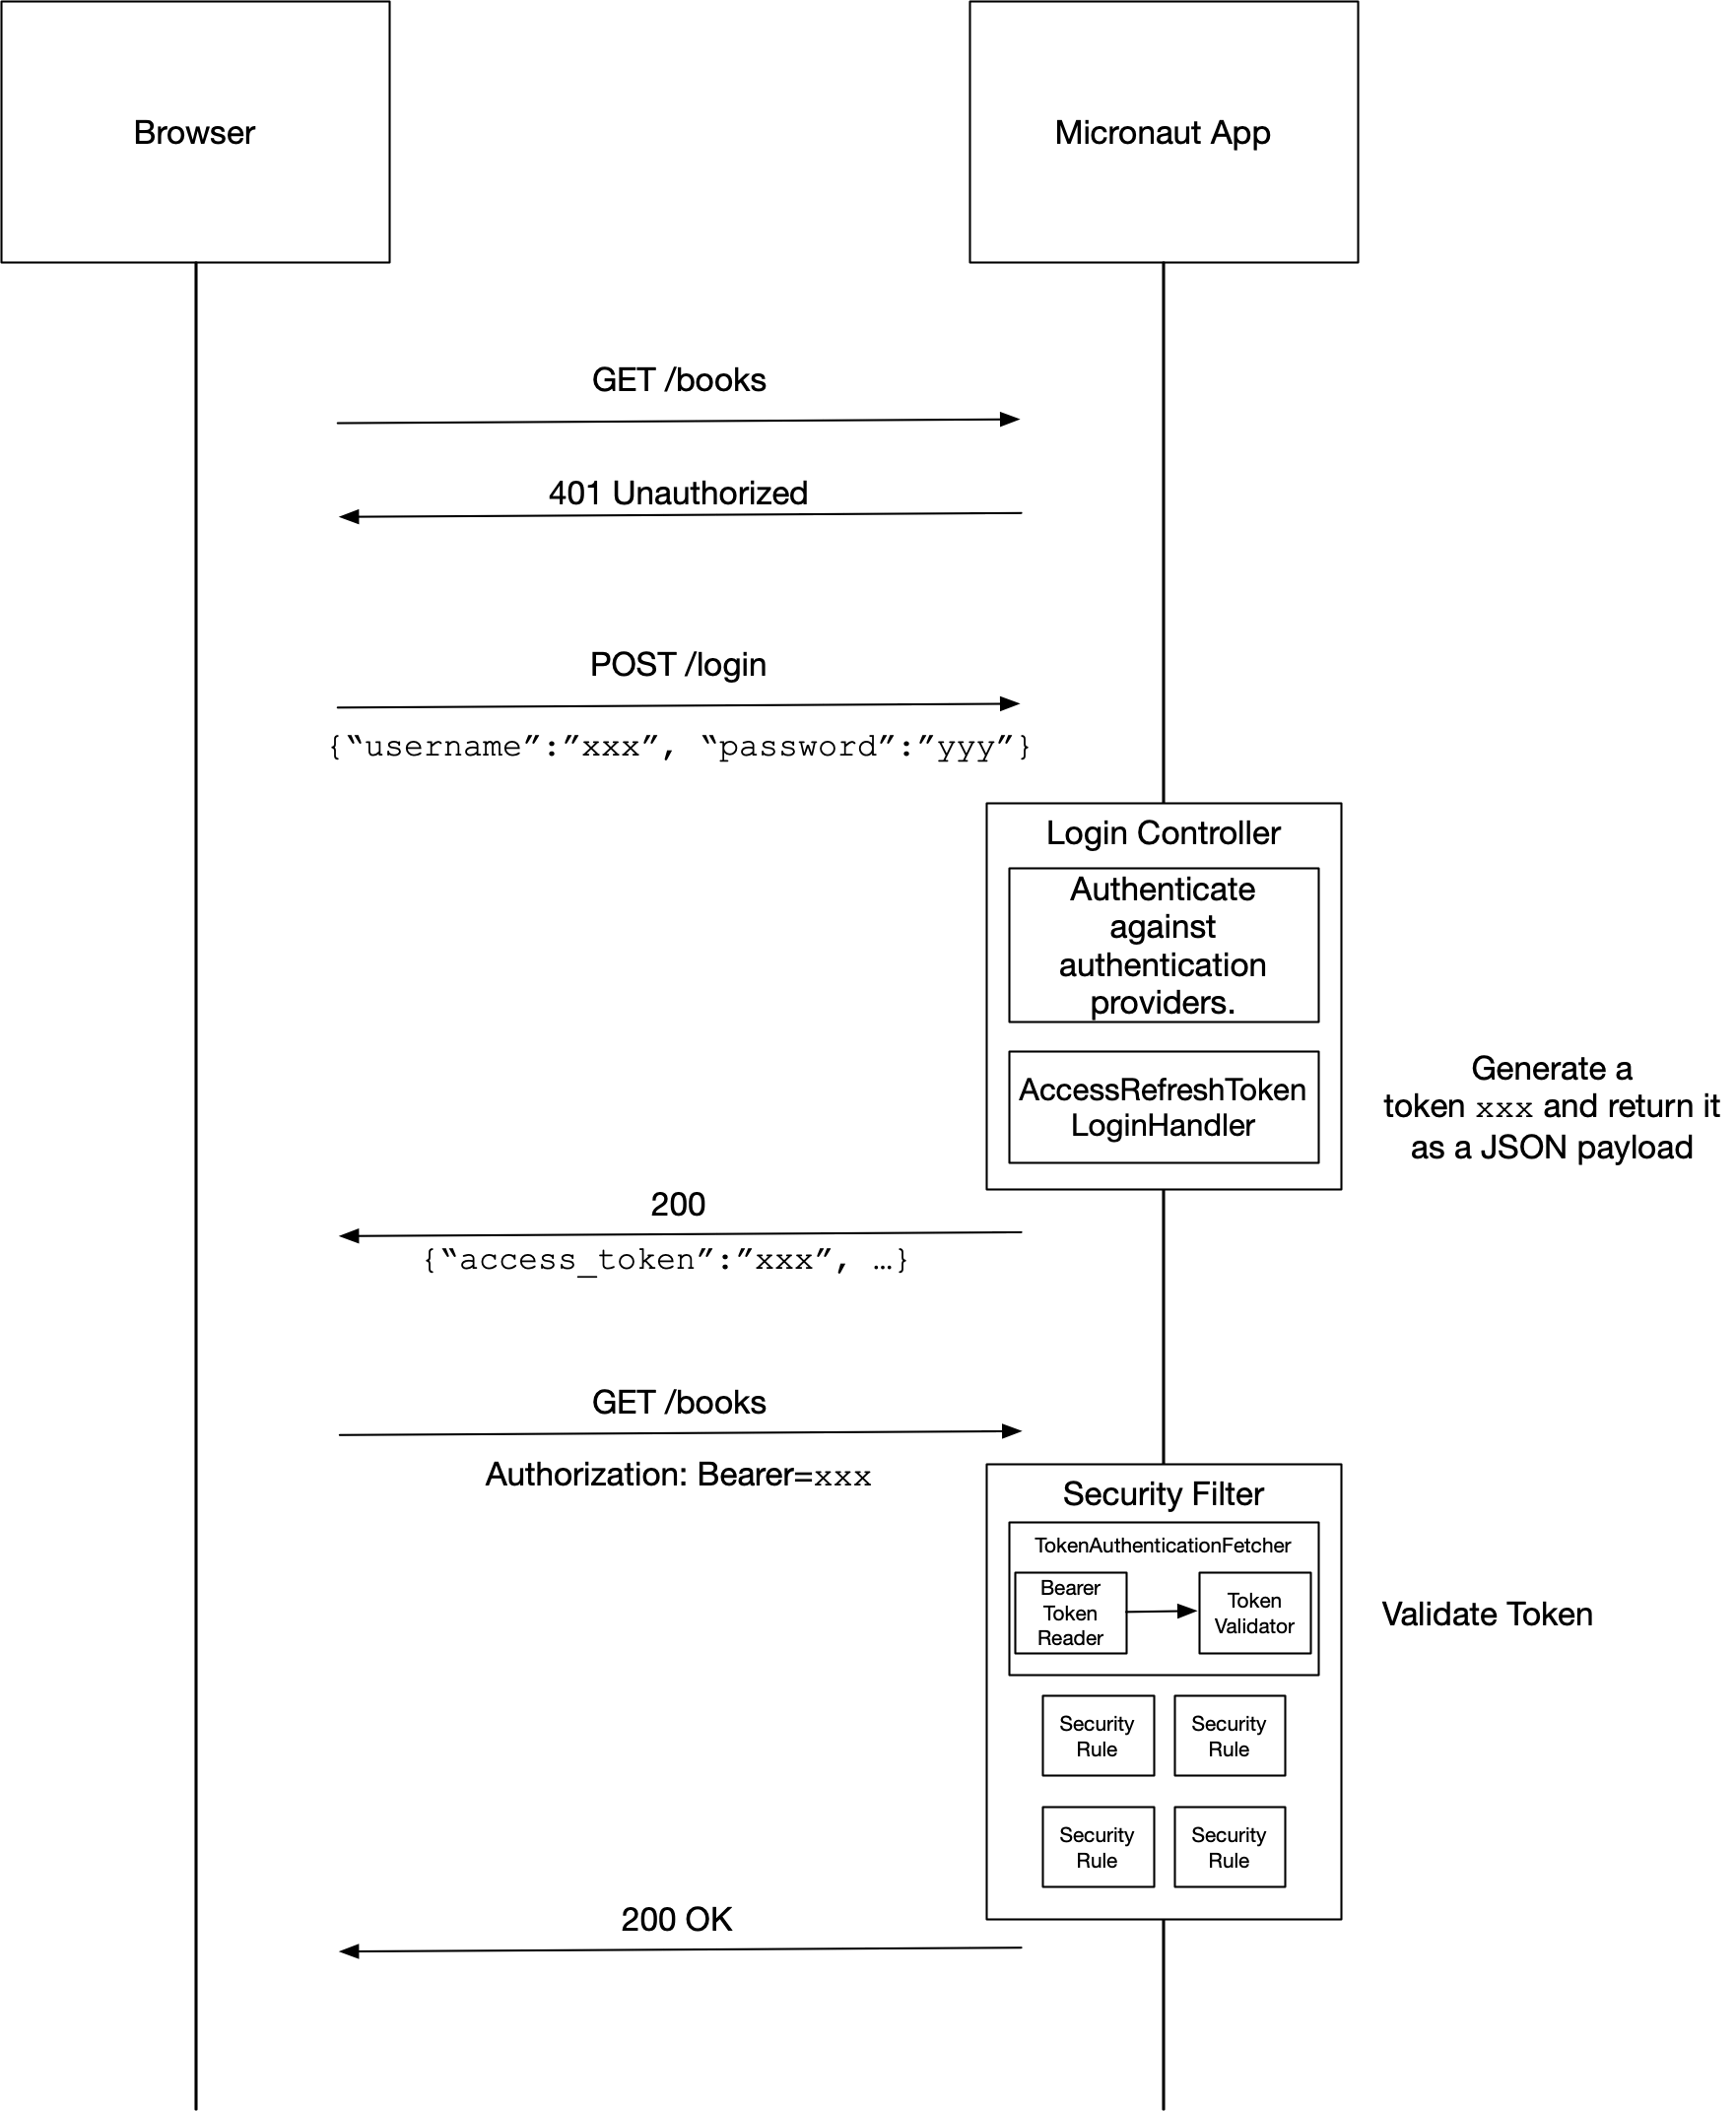 Browser
Micronaut App
GET /books
401 Unauthorized
POST /login
{“username”:”xxx”, “password”:”yyy”}
Login Controller
Authenticate
against
authentication
providers.
AccessRefreshToken
LoginHandler
Generate a
token xxx and return it
as a JSON payload
200
{“access_token”:”xxx”, …}
GET /books
Authorization: Bearer=xxx
Security Filter
TokenAuthenticationFetcher
Bearer
Token
Reader
Token
Validator
Validate Token
Security
Rule
Security
Rule
Security
Rule
Security
Rule
200 OK